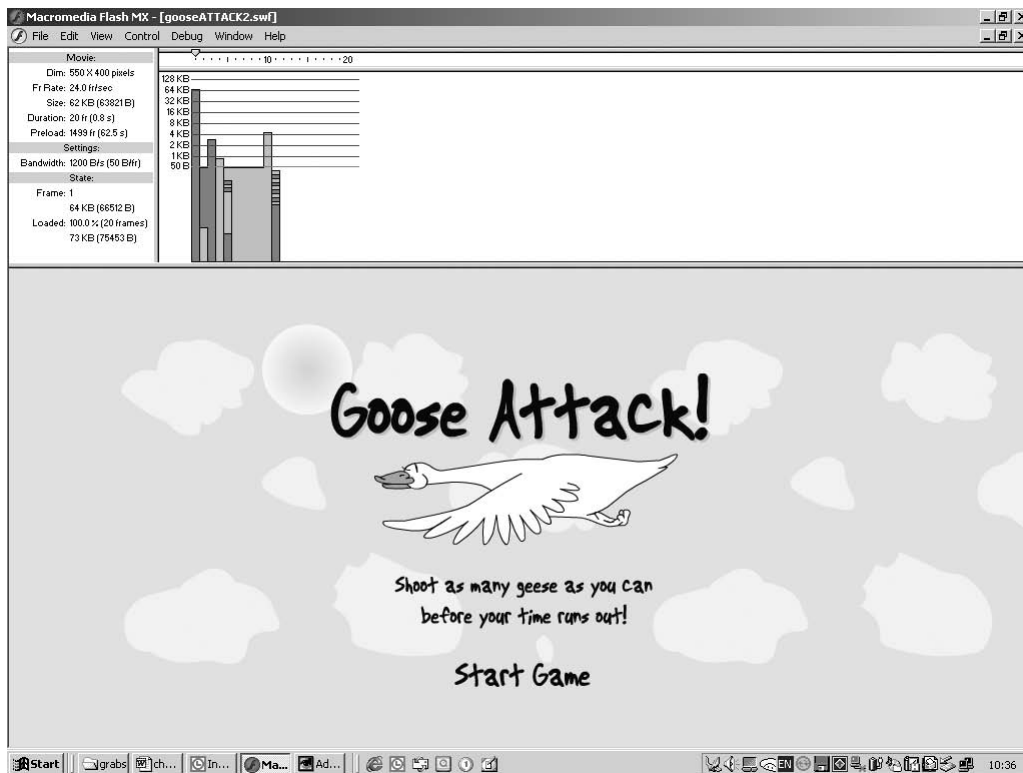 Macromedia Flash MX - [gooseATTACK2.swf]
File Edit View Control Debug Window Help
Movie:
Dim: 550 X 400 pixels
Fr Rate: 24.0 fr/sec
Size: 62 KB (63821 B)
Duration: 20 fr (0.8 s)
Preload: 1499 fr (62.5 s)
Settings:
Bandwidth: 1200 B/s (50 B/fr)
State:
Frame: 1
64 KB (66512 B)
Loaded: 100.0 % (20 frames)
73 KB (75453 B)
10 20
128 KB
64 KB
32 KB
16 KB
8 KB
4 KB
2 KB
1 KB
50 B
Goose Attack!
Shoot as many geese as you can
before your time runs out!
Start Game
Start grabs ch... In... Ma... Ad... EN 10:36